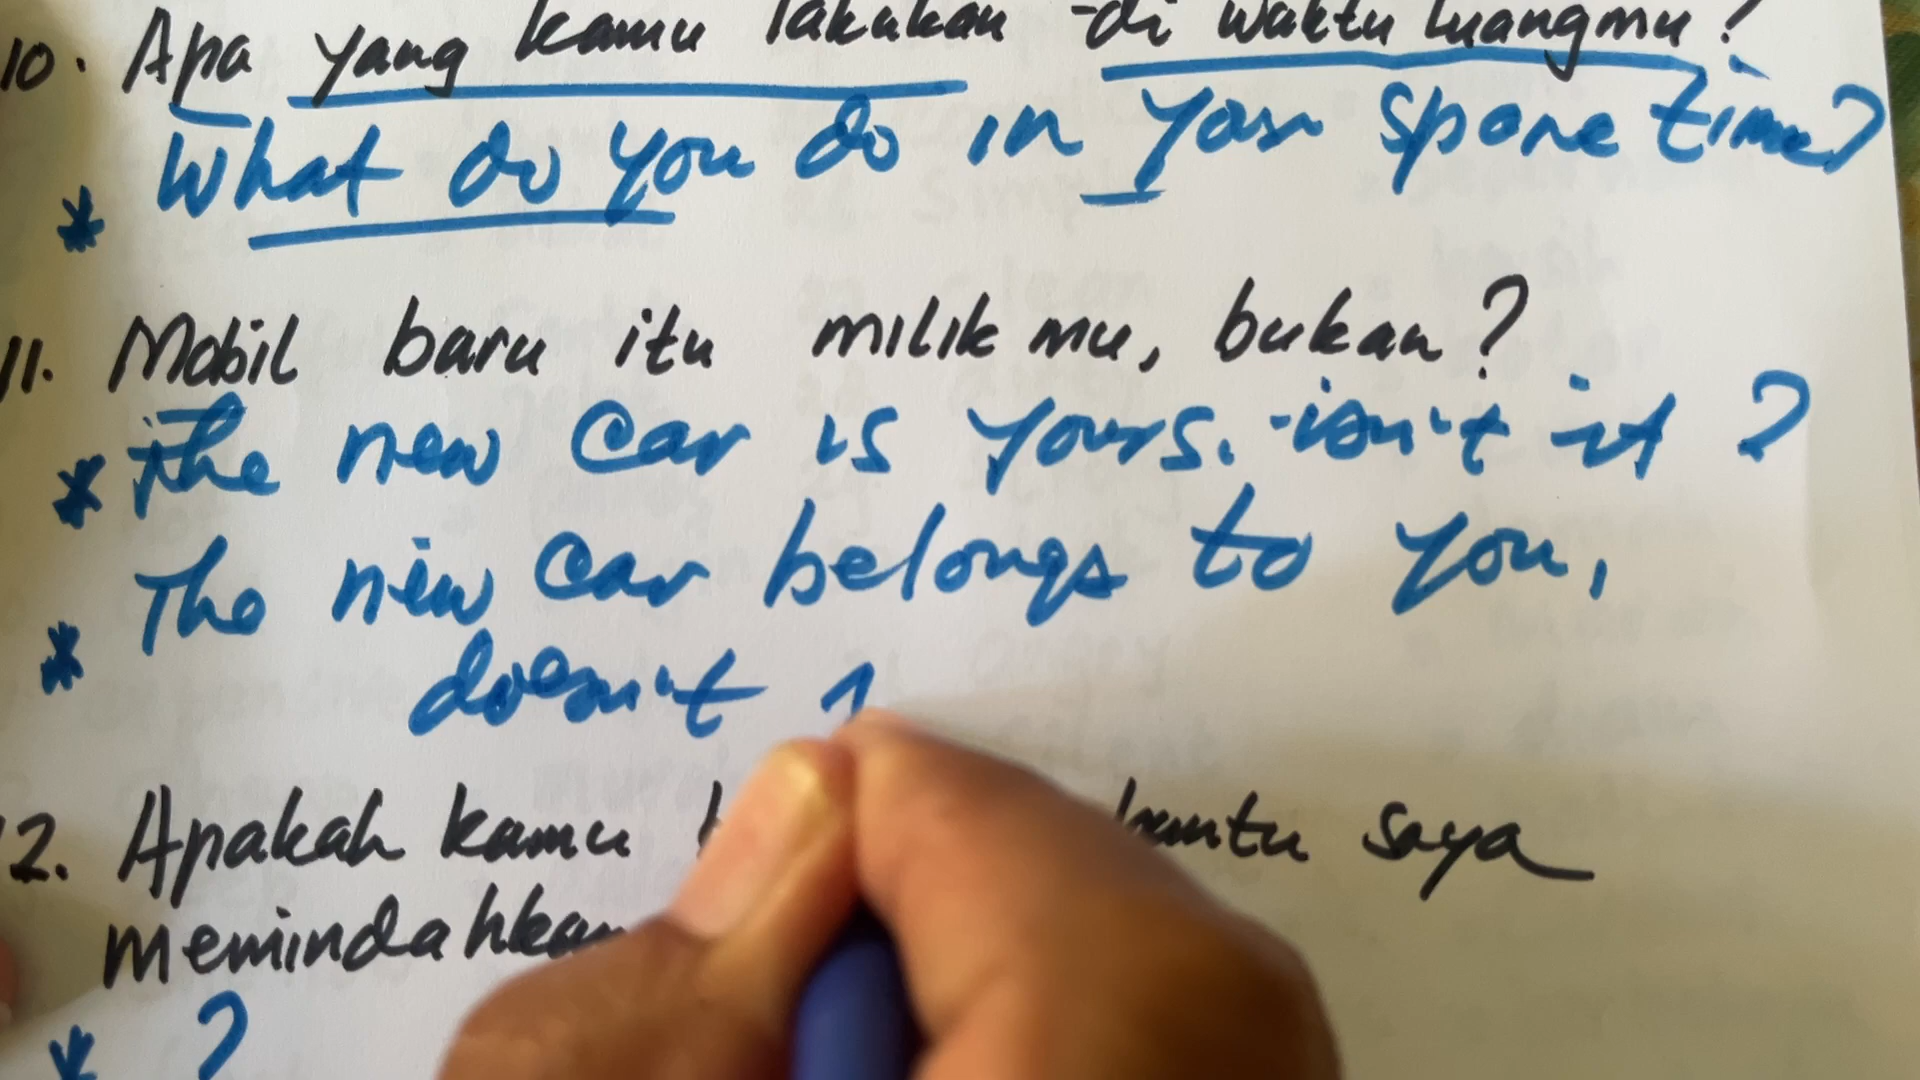 10. Apa yang kamu lakukan di waktu luangmu?
* What do you do in your spare time?
11. Mobil baru itu milik mu, bukan?
* The new car is yours. isn't it?
* The new car belongs to you,
doesn't
12. Apakah kamu saya
memindahkan
* ?